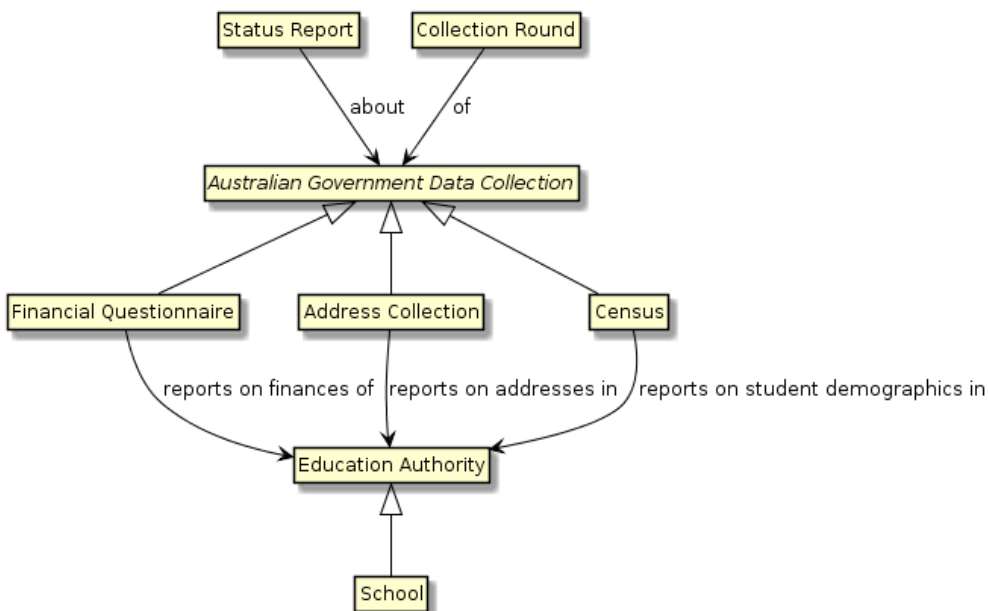 Status Report
Collection Round
about
of
Australian Government Data Collection
Financial Questionnaire
Address Collection
Census
reports on finances of
reports on addresses in
reports on student demographics in
Education Authority
School